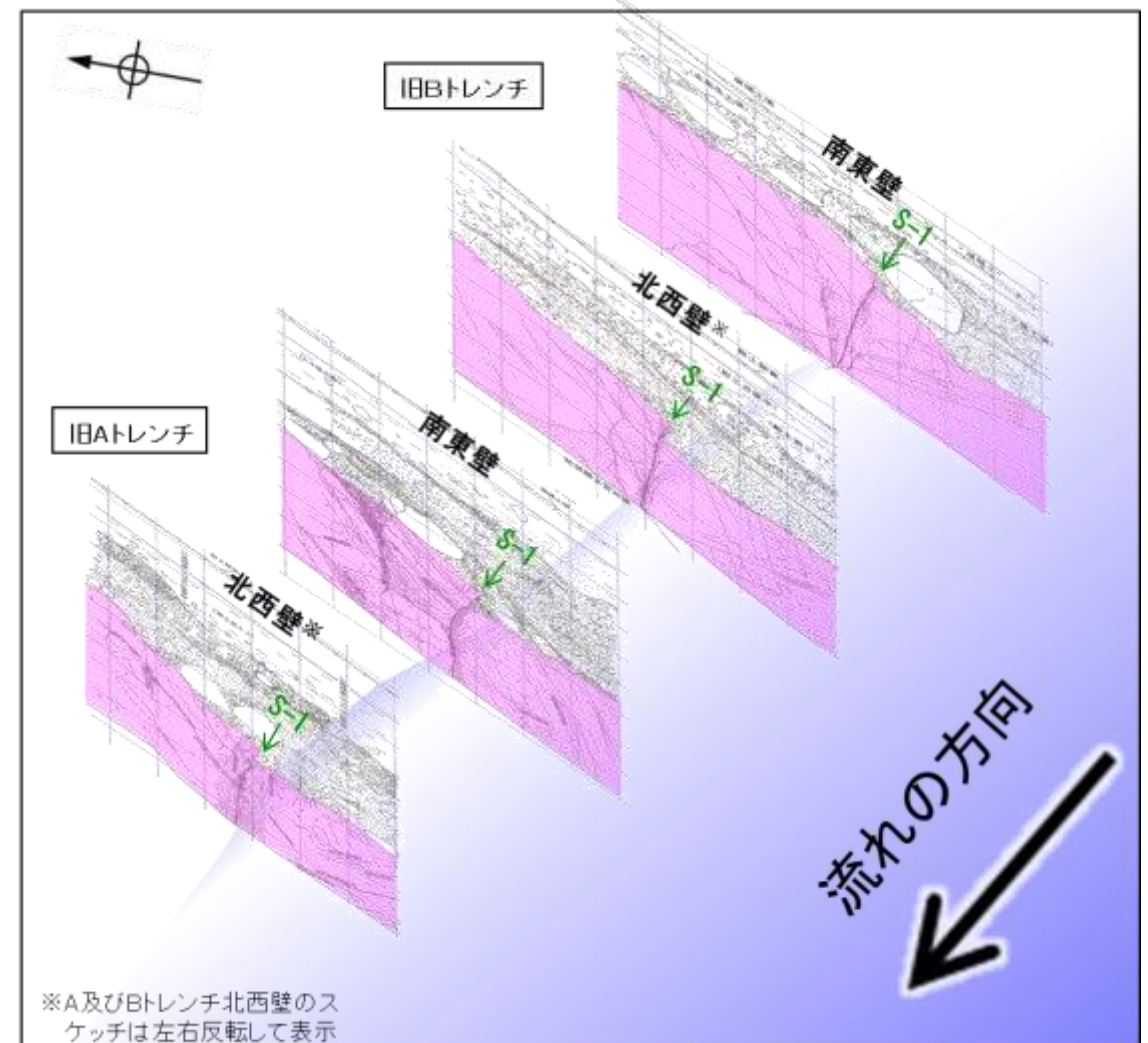 旧Bトレンチ
南東壁
S-1
北西壁※
S-1
旧Aトレンチ
南東壁
S-1
北西壁※
S-1
流れの方向
※A及びBトレンチ北西壁のス
ケッチは左右反転して表示